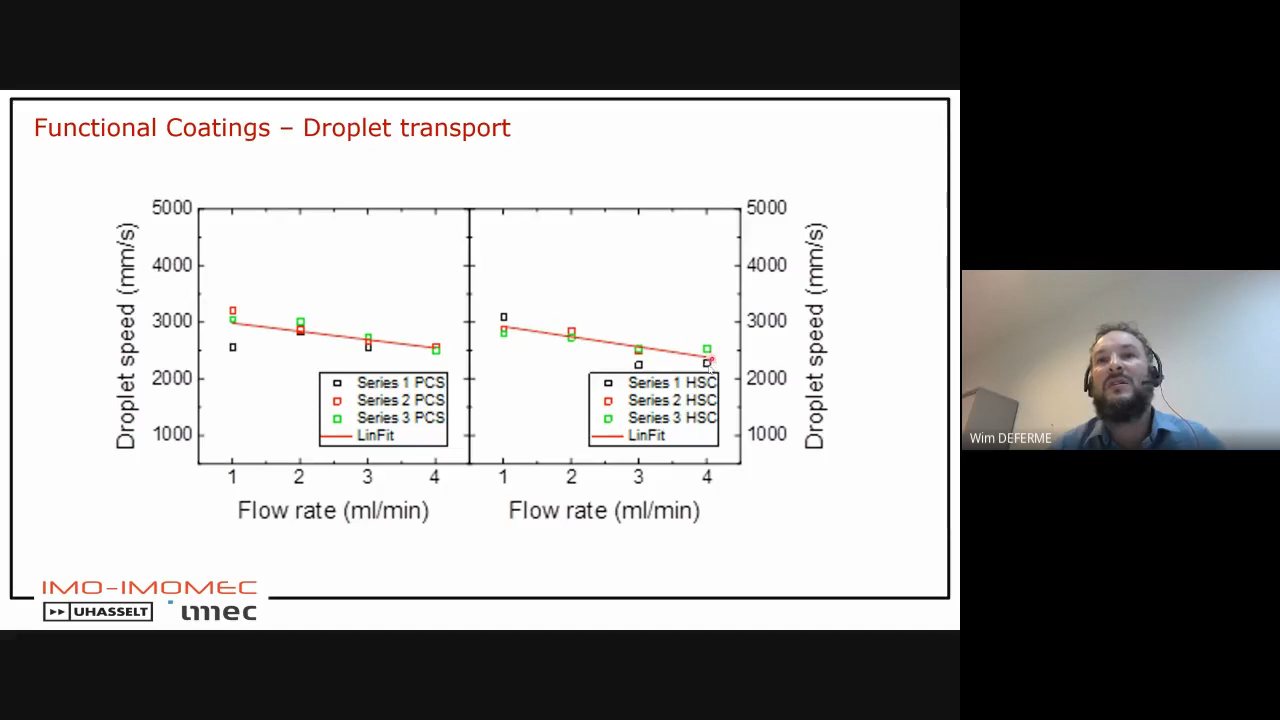 Functional Coatings – Droplet transport
5000
4000
3000
2000
1000
Droplet speed (mm/s)
Series 1 PCS
Series 2 PCS
Series 3 PCS
LinFit
1 2 3 4
Flow rate (ml/min)
Series 1 HSC
Series 2 HSC
Series 3 HSC
LinFit
1 2 3 4
Flow rate (ml/min)
5000
4000
3000
2000
1000
Droplet speed (mm/s)
IMO-IMOMEC
UHASSELT
imec
Wim DEFERME